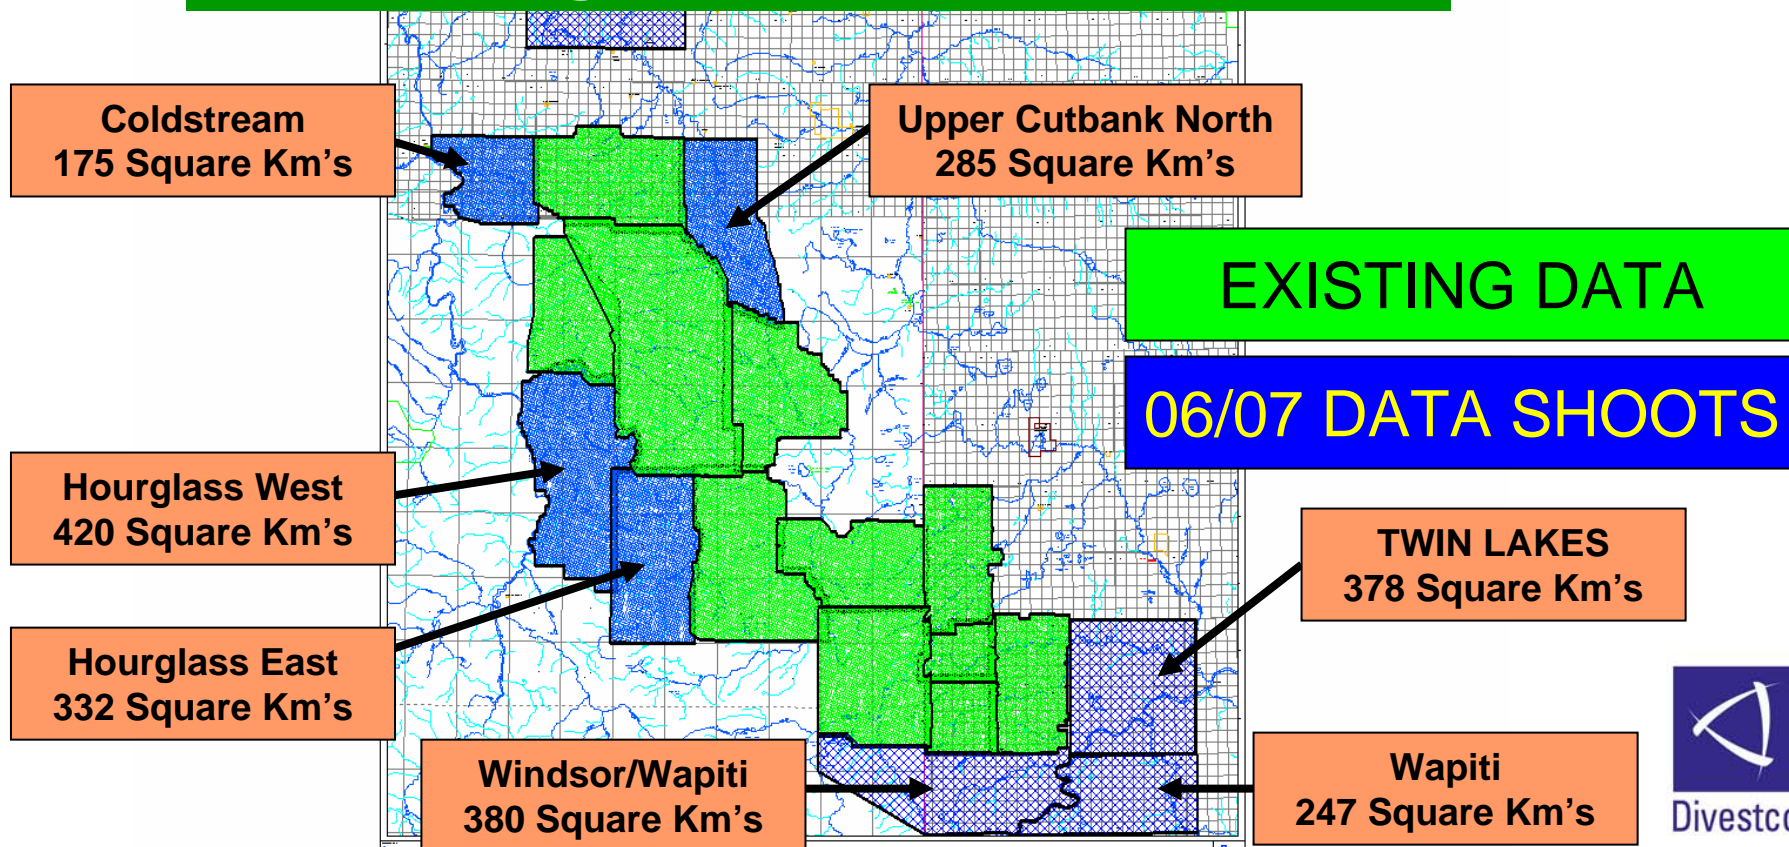 Coldstream
175 Square Km’s
Upper Cutbank North
285 Square Km’s
EXISTING DATA
06/07 DATA SHOOTS
Hourglass West
420 Square Km’s
TWIN LAKES
378 Square Km’s
Hourglass East
332 Square Km’s
Windsor/Wapiti
380 Square Km’s
Wapiti
247 Square Km’s
Divestco